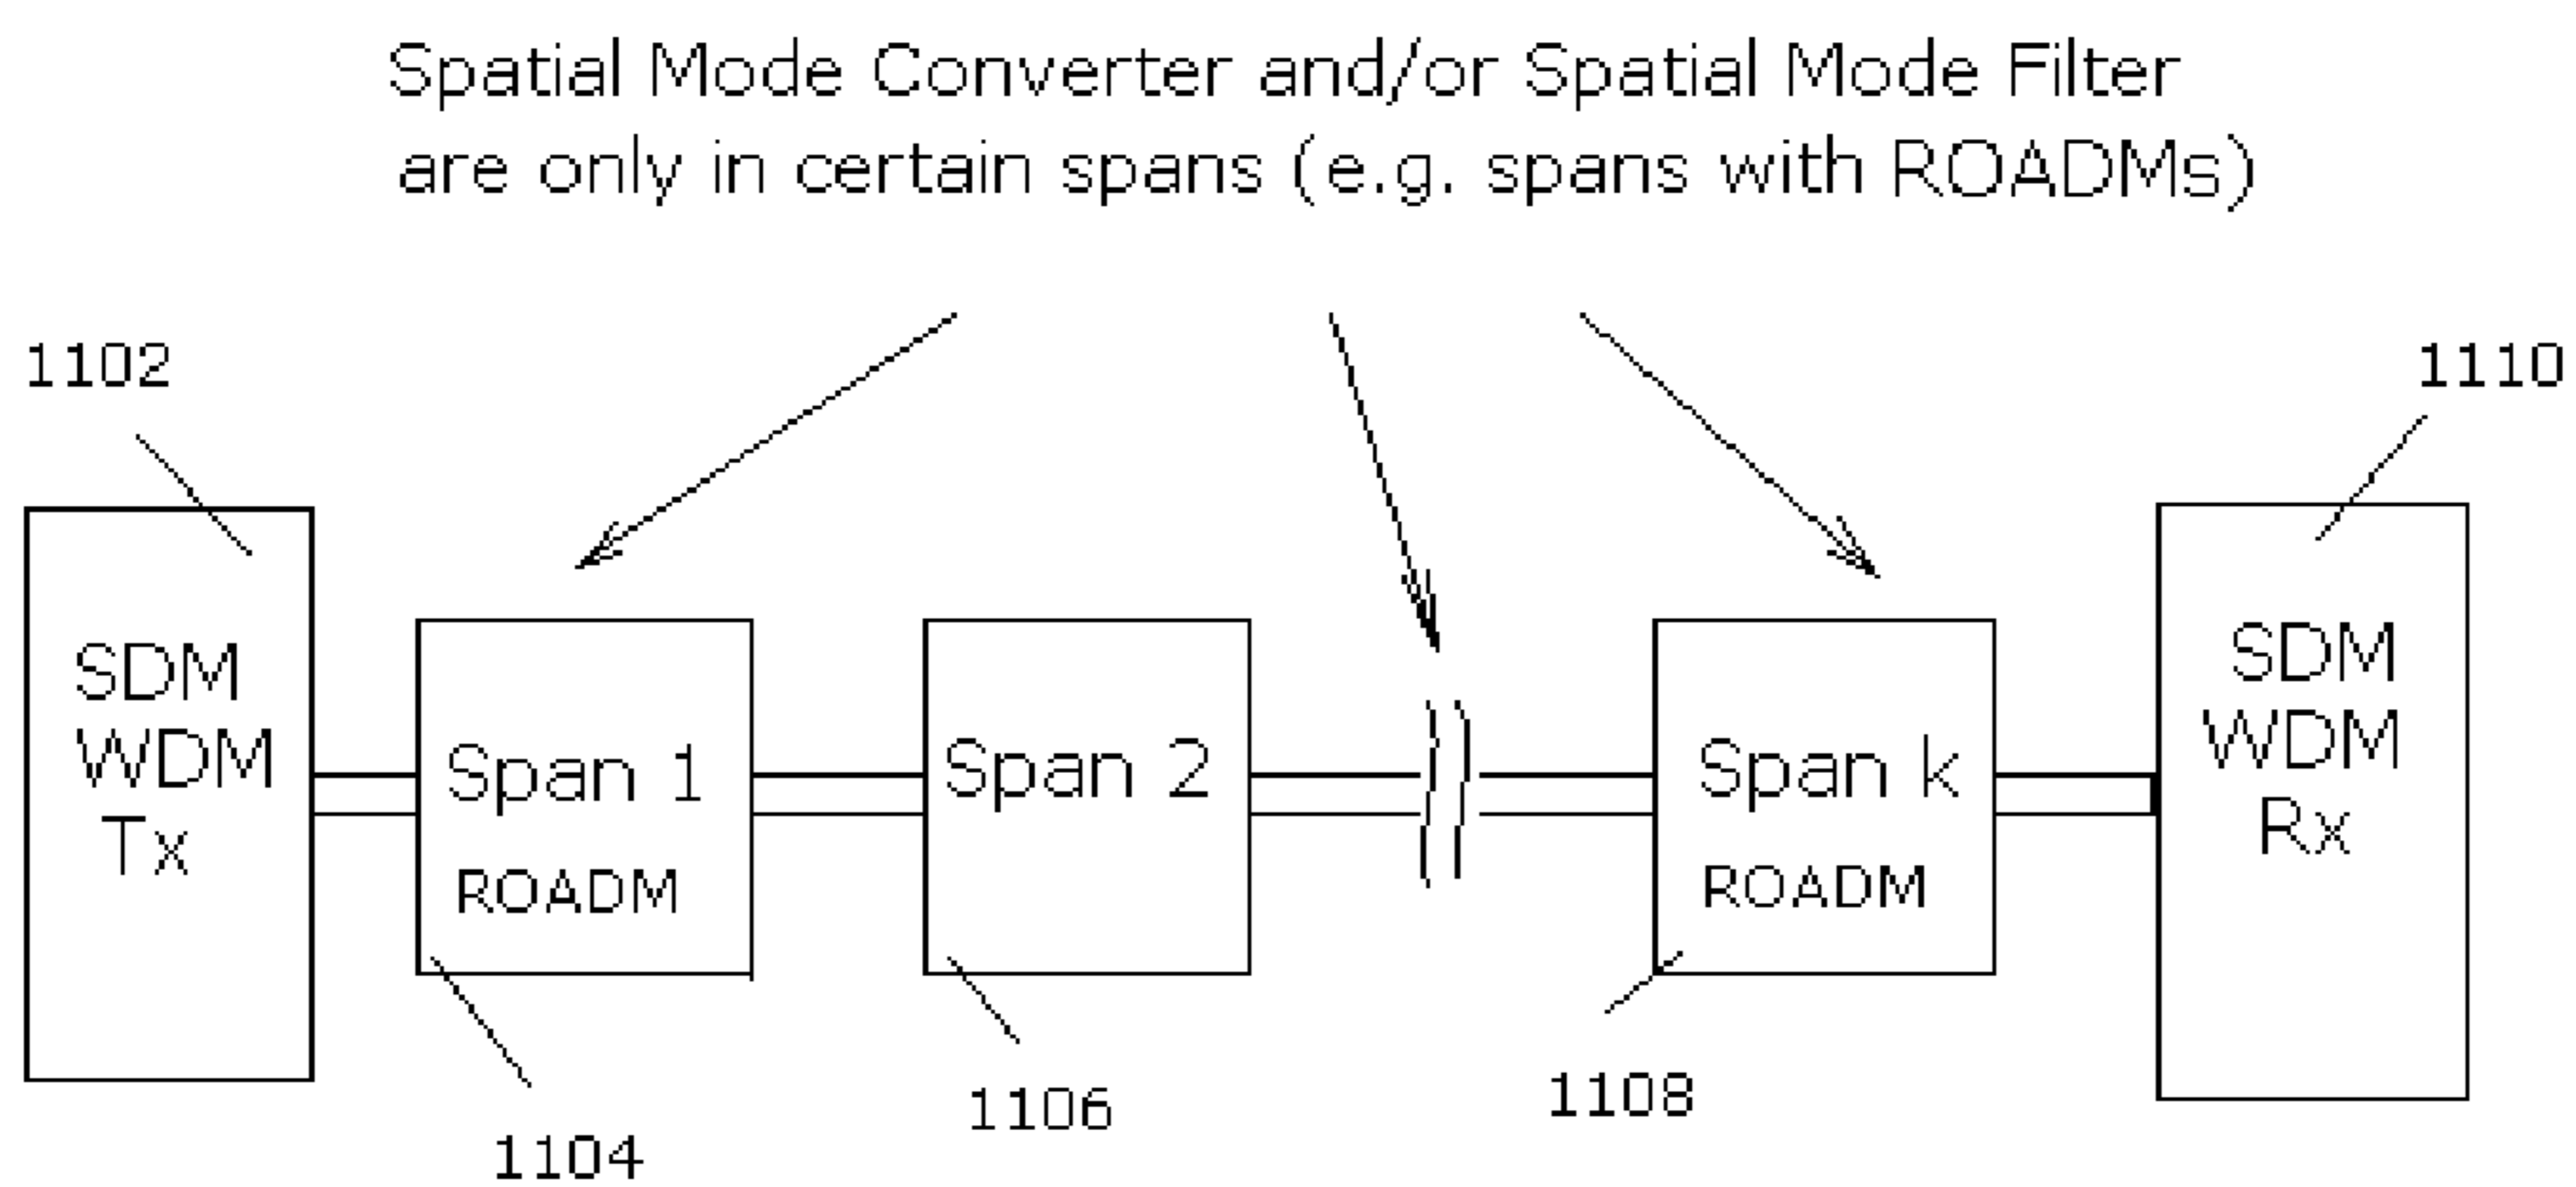 Spatial Mode Converter and/or Spatial Mode Filter
are only in certain spans (e.g. spans with ROADMs)
1102
1110
SDM
WDM
Tx
Span 1
ROADM
Span 2
Span k
ROADM
SDM
WDM
Rx
1104
1106
1108